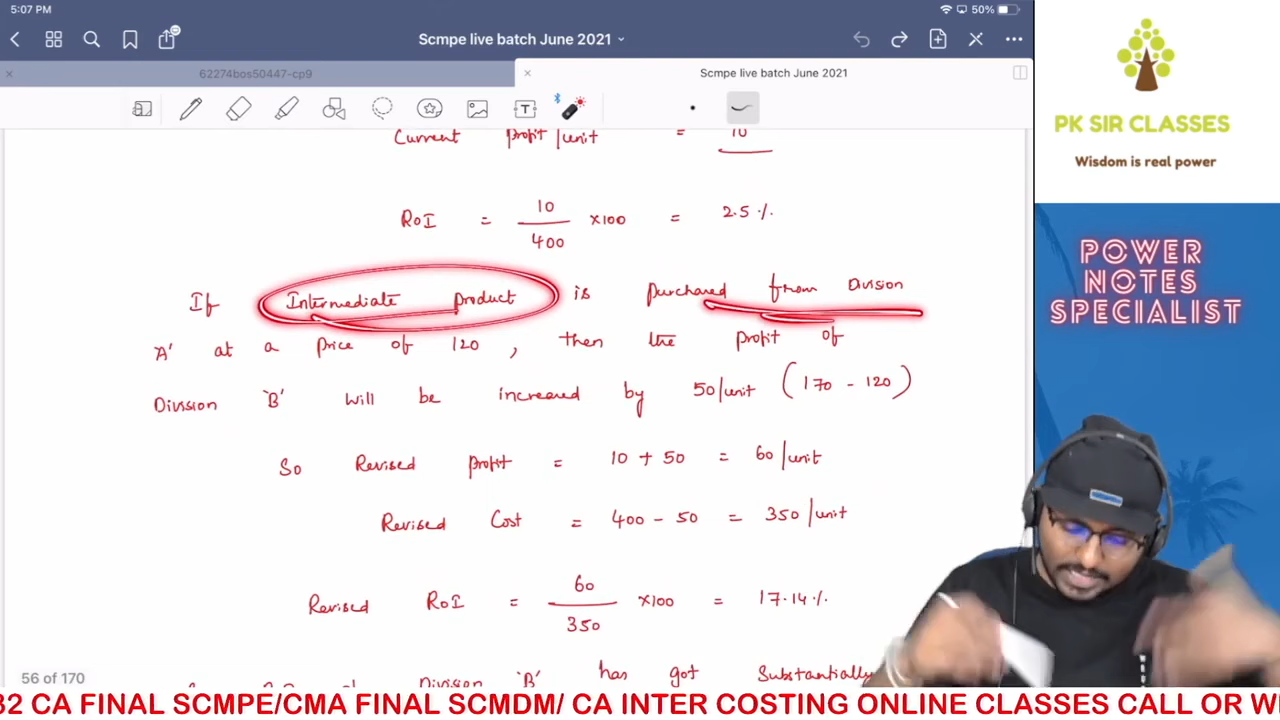 5:07 PM
50%
Scmpe live batch June 2021
62274bos50447-cp9
Scmpe live batch June 2021
Current Profit/unit = 10
ROI = 10/400 ×100 = 2.5 %
If Intermediate product is purchased from Division
'A' at a Price of 120, then the Profit of
Division 'B' will be increased by 50/unit (170 - 120)
So Revised profit = 10 + 50 = 60/unit
Revised Cost = 400 - 50 = 350/unit
Revised RoI = 60/350 ×100 = 17.14%
Division 'B' has got Substantially
56 of 170
PK SIR CLASSES
Wisdom is real power
POWER
NOTES
SPECIALIST
32 CA FINAL SCMPE/CMA FINAL SCMDM/ CA INTER COSTING ONLINE CLASSES CALL OR